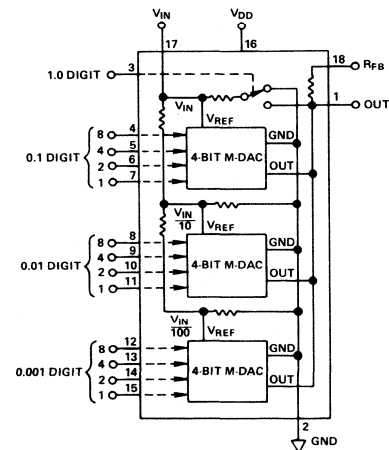 V_IN
V_DD
17
16
18 R_FB
3
1.0 DIGIT
1 OUT
V_IN
V_REF
0.1 DIGIT
8 4
4 5
2 6
1 7
4-BIT M-DAC
GND
OUT
V_IN/10
V_REF
0.01 DIGIT
8 8
4 9
2 10
1 11
4-BIT M-DAC
GND
OUT
V_IN/100
V_REF
0.001 DIGIT
8 12
4 13
2 14
1 15
4-BIT M-DAC
GND
OUT
2
GND